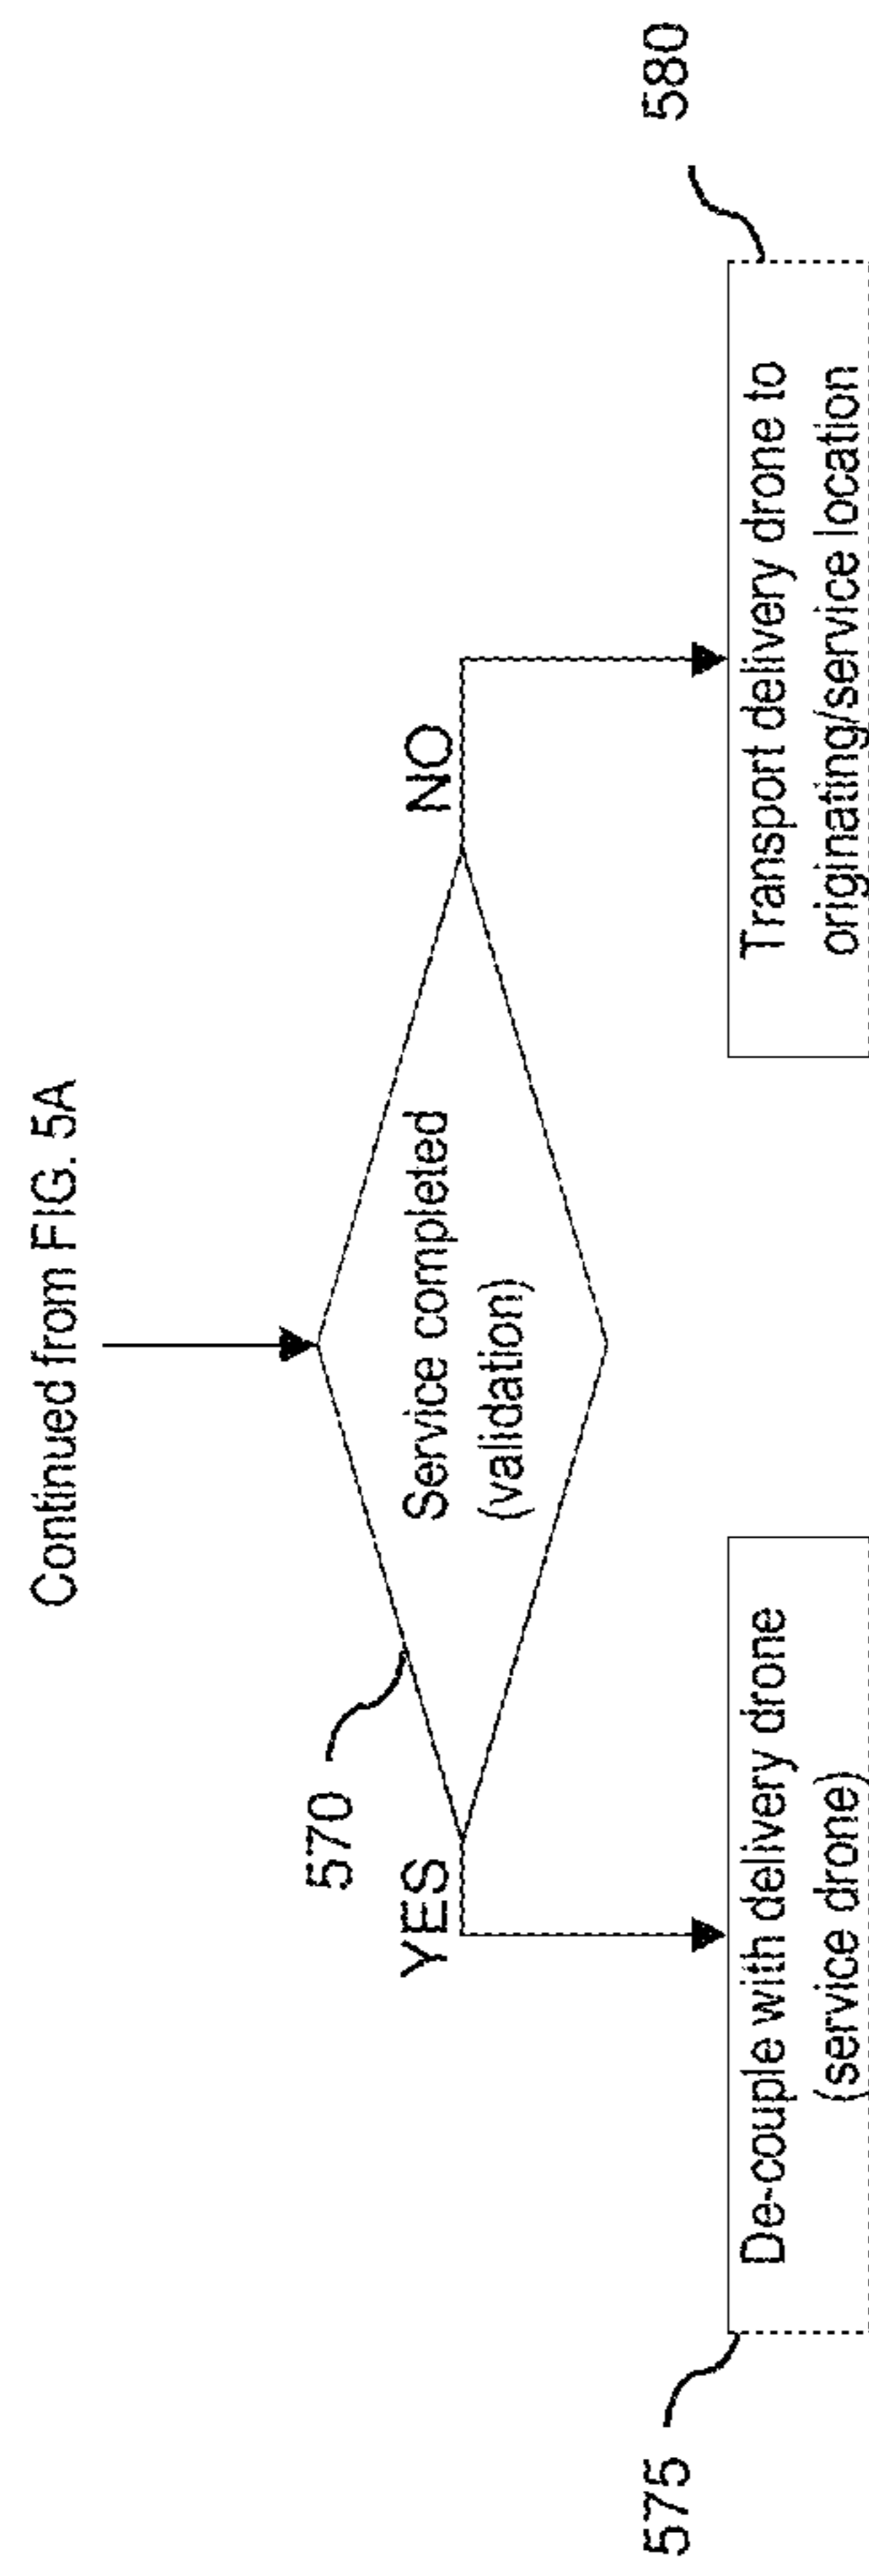 Continued from FIG. 5A
570
Service completed
(validation)
YES
NO
575
De-couple with delivery drone
(service drone)
580
Transport delivery drone to
originating/service location